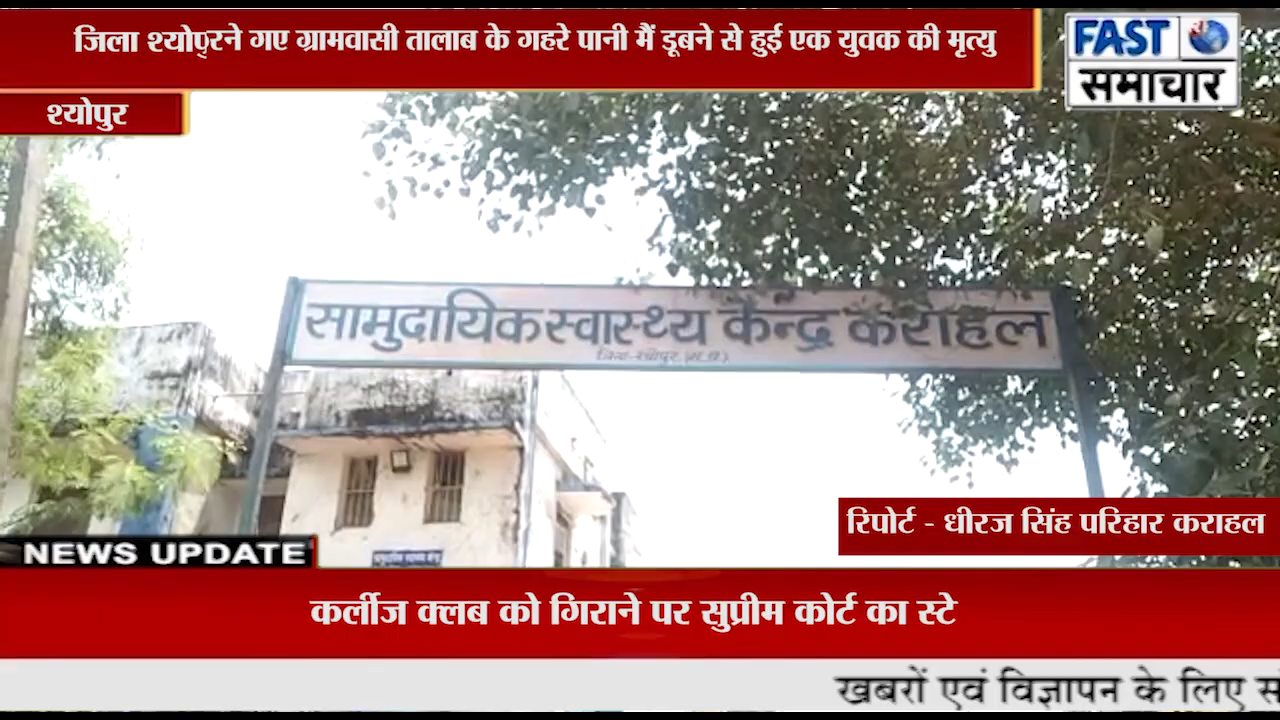 जिला श्योपुरने गए ग्रामवासी तालाब के गहरे पानी मैं डूबने से हुई एक युवक की मृत्यु
FAST
समाचार
श्योपुर
सामुदायिक स्वास्थ्य केन्द्र कराहल
जिला-श्योपुर (म.प्र.)
रिपोर्ट - धीरज सिंह परिहार कराहल
NEWS UPDATE
कर्लीज क्लब को गिराने पर सुप्रीम कोर्ट का स्टे
खबरों एवं विज्ञापन के लिए